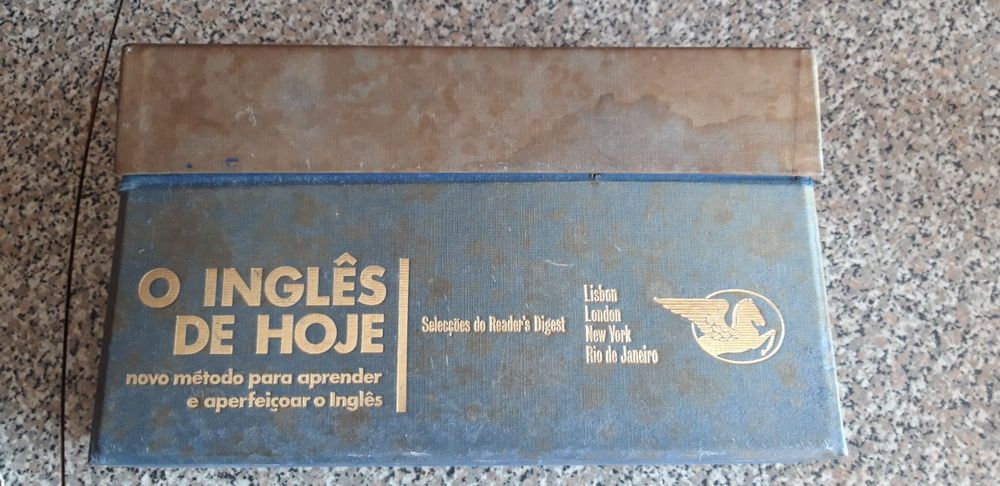 O INGLÊS
DE HOJE
novo método para aprender
e aperfeiçoar o Inglês
Selecções do Reader's Digest
Lisbon
London
New York
Rio de Janeiro